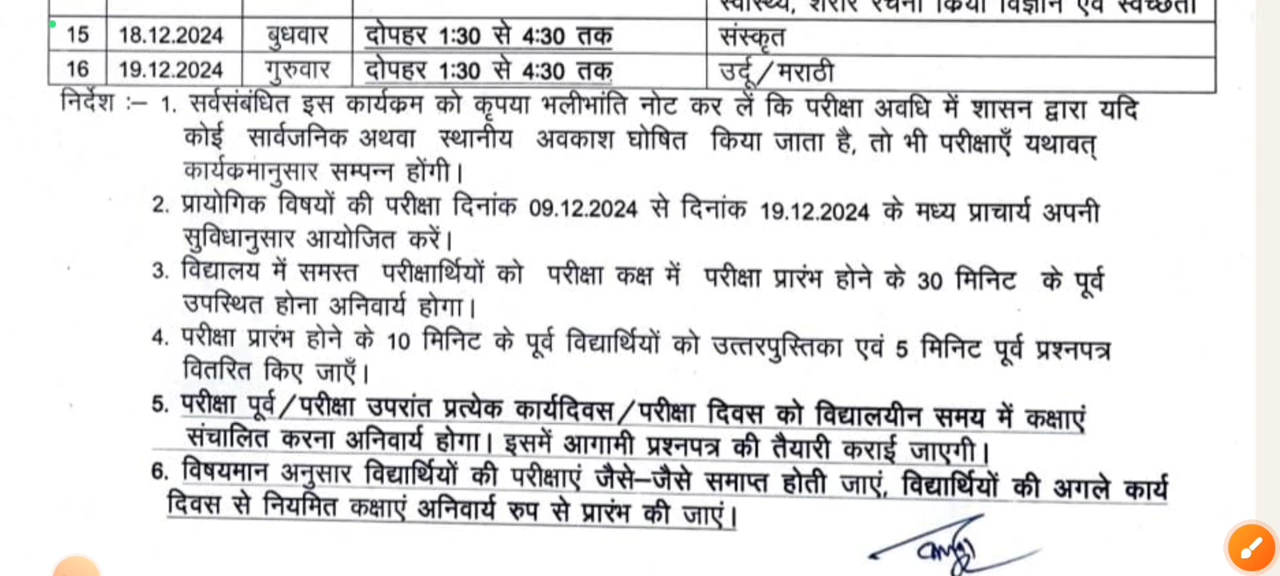 स्वास्थ्य, शरीर रचना क्रिया विज्ञान एवं स्वच्छता
15 18.12.2024 बुधवार दोपहर 1:30 से 4:30 तक संस्कृत
16 19.12.2024 गुरुवार दोपहर 1:30 से 4:30 तक उर्दू/मराठी
निर्देश :– 1. सर्वसंबंधित इस कार्यक्रम को कृपया भलीभांति नोट कर लें कि परीक्षा अवधि में शासन द्वारा यदि
कोई सार्वजनिक अथवा स्थानीय अवकाश घोषित किया जाता है, तो भी परीक्षाएँ यथावत्
कार्यक्रमानुसार सम्पन्न होंगी।
2. प्रायोगिक विषयों की परीक्षा दिनांक 09.12.2024 से दिनांक 19.12.2024 के मध्य प्राचार्य अपनी
सुविधानुसार आयोजित करें।
3. विद्यालय में समस्त परीक्षार्थियों को परीक्षा कक्ष में परीक्षा प्रारंभ होने के 30 मिनिट के पूर्व
उपस्थित होना अनिवार्य होगा।
4. परीक्षा प्रारंभ होने के 10 मिनिट के पूर्व विद्यार्थियों को उत्तरपुस्तिका एवं 5 मिनिट पूर्व प्रश्नपत्र
वितरित किए जाएँ।
5. परीक्षा पूर्व/परीक्षा उपरांत प्रत्येक कार्यदिवस/परीक्षा दिवस को विद्यालयीन समय में कक्षाएं
संचालित करना अनिवार्य होगा। इसमें आगामी प्रश्नपत्र की तैयारी कराई जाएगी।
6. विषयमान अनुसार विद्यार्थियों की परीक्षाएं जैसे–जैसे समाप्त होती जाएं, विद्यार्थियों की अगले कार्य
दिवस से नियमित कक्षाएं अनिवार्य रुप से प्रारंभ की जाएं।